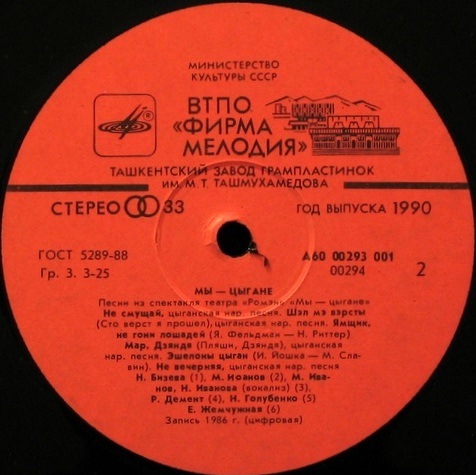 МИНИСТЕРСТВО
КУЛЬТУРЫ СССР
ВТПО
«ФИРМА
МЕЛОДИЯ»
ТАШКЕНТСКИЙ ЗАВОД ГРАМПЛАСТИНОК
ИМ М. Т. ТАШМУХАМЕДОВА
СТЕРЕО 33 ГОД ВЫПУСКА 1990
ГОСТ 5289-88 А60 00293 001
Гр. 3. 3-25 00294 2
МЫ — ЦЫГАНЕ
Песни из спектакля театра «Ромэн» «Мы — цыгане»
Не смущай, цыганская нар. песня. Шэл мэ вэрсты
(Сто верст я прошел), цыганская нар. песня. Ямщик,
не гони лошадей (Я. Фельдман — Н. Риттер)
Мар, Дзяндя (Пляши, Дзяндя), цыганская
нар. песня. Эшелоны цыган (И. Йошка — М. Сла-
вин). Не вечерняя, цыганская нар. песня
Н. Бизева (1), М. Иоанов (2), М. Ива-
нов, Н. Иванова (вокализ) (3),
Р. Демент (4), Н. Голубенко (5)
Е. Жемчужная (6)
Запись 1986 г. (цифровая)